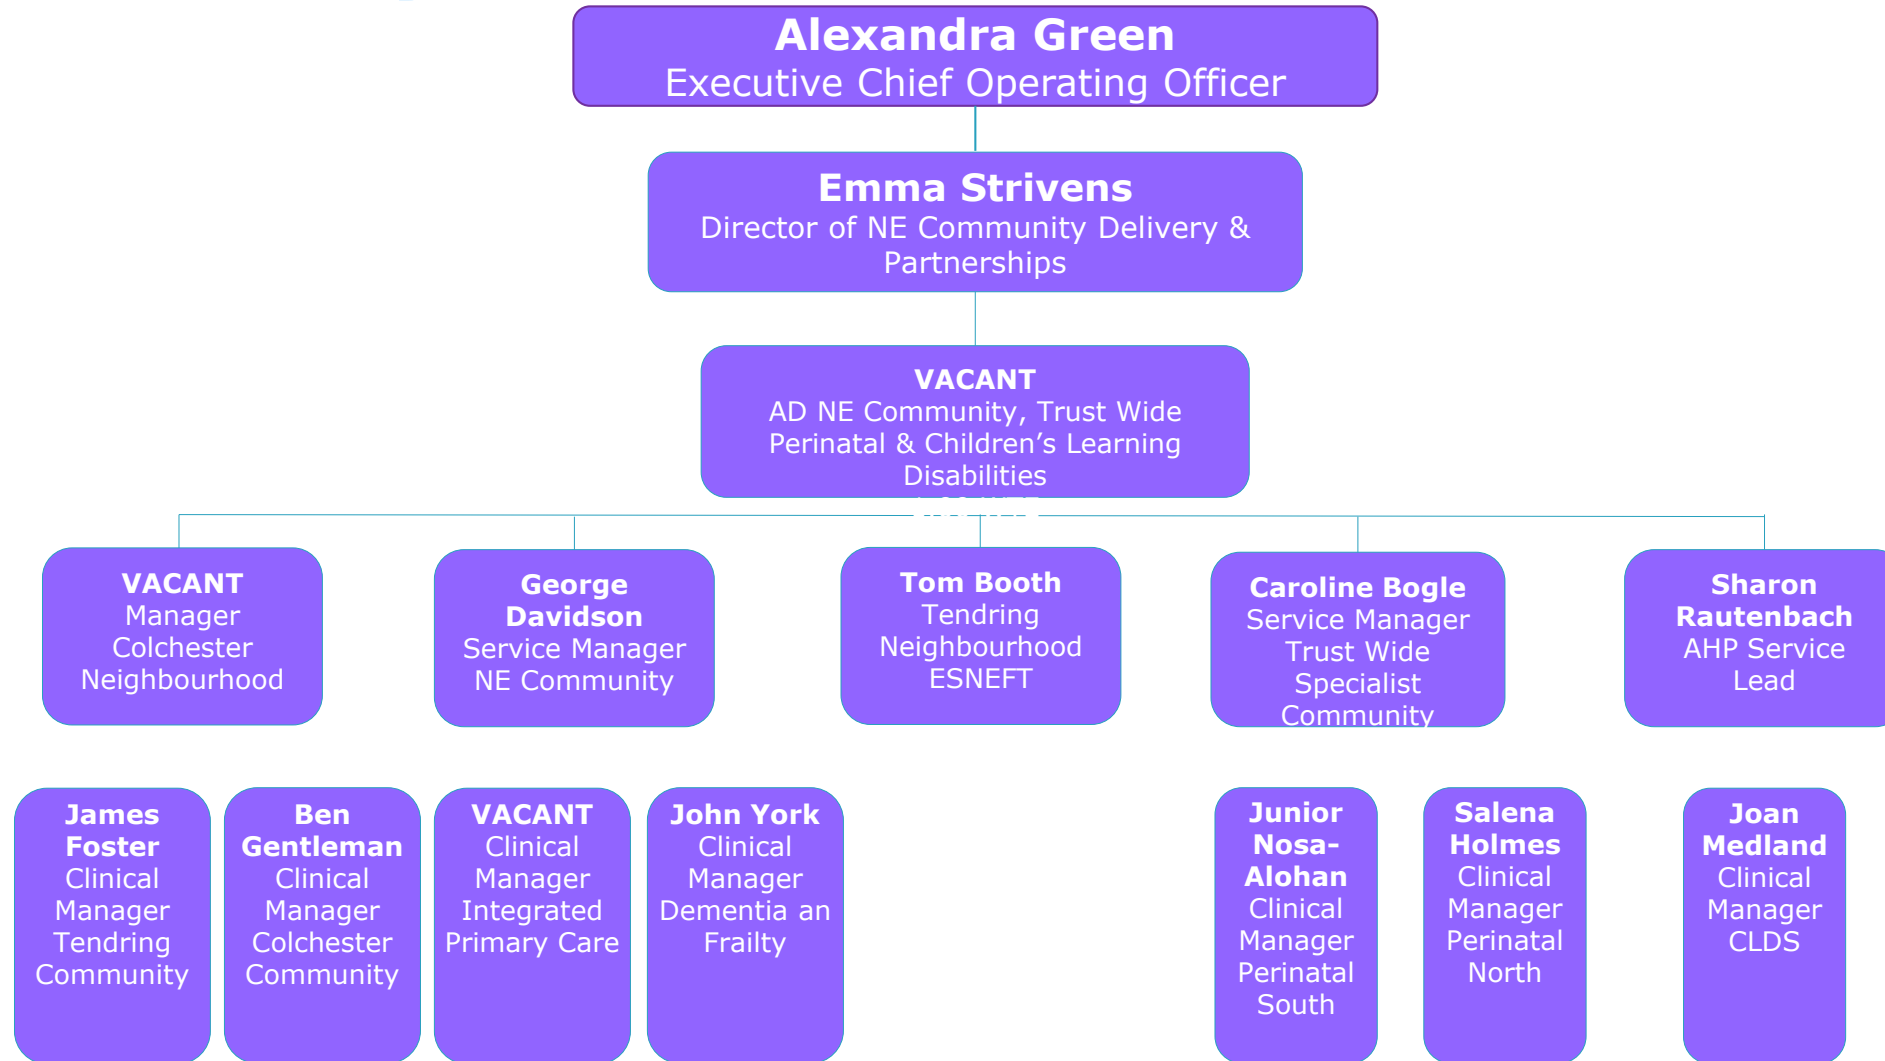 Alexandra Green
Executive Chief Operating Officer
Emma Strivens
Director of NE Community Delivery &
Partnerships
VACANT
AD NE Community, Trust Wide
Perinatal & Children’s Learning
Disabilities
VACANT
Manager
Colchester
Neighbourhood
George
Davidson
Service Manager
NE Community
Tom Booth
Tendring
Neighbourhood
ESNEFT
Caroline Bogle
Service Manager
Trust Wide
Specialist
Community
Sharon
Rautenbach
AHP Service
Lead
James
Foster
Clinical
Manager
Tendring
Community
Ben
Gentleman
Clinical
Manager
Colchester
Community
VACANT
Clinical
Manager
Integrated
Primary Care
John York
Clinical
Manager
Dementia an
Frailty
Junior
Nosa–
Alohan
Clinical
Manager
Perinatal
South
Salena
Holmes
Clinical
Manager
Perinatal
North
Joan
Medland
Clinical
Manager
CLDS